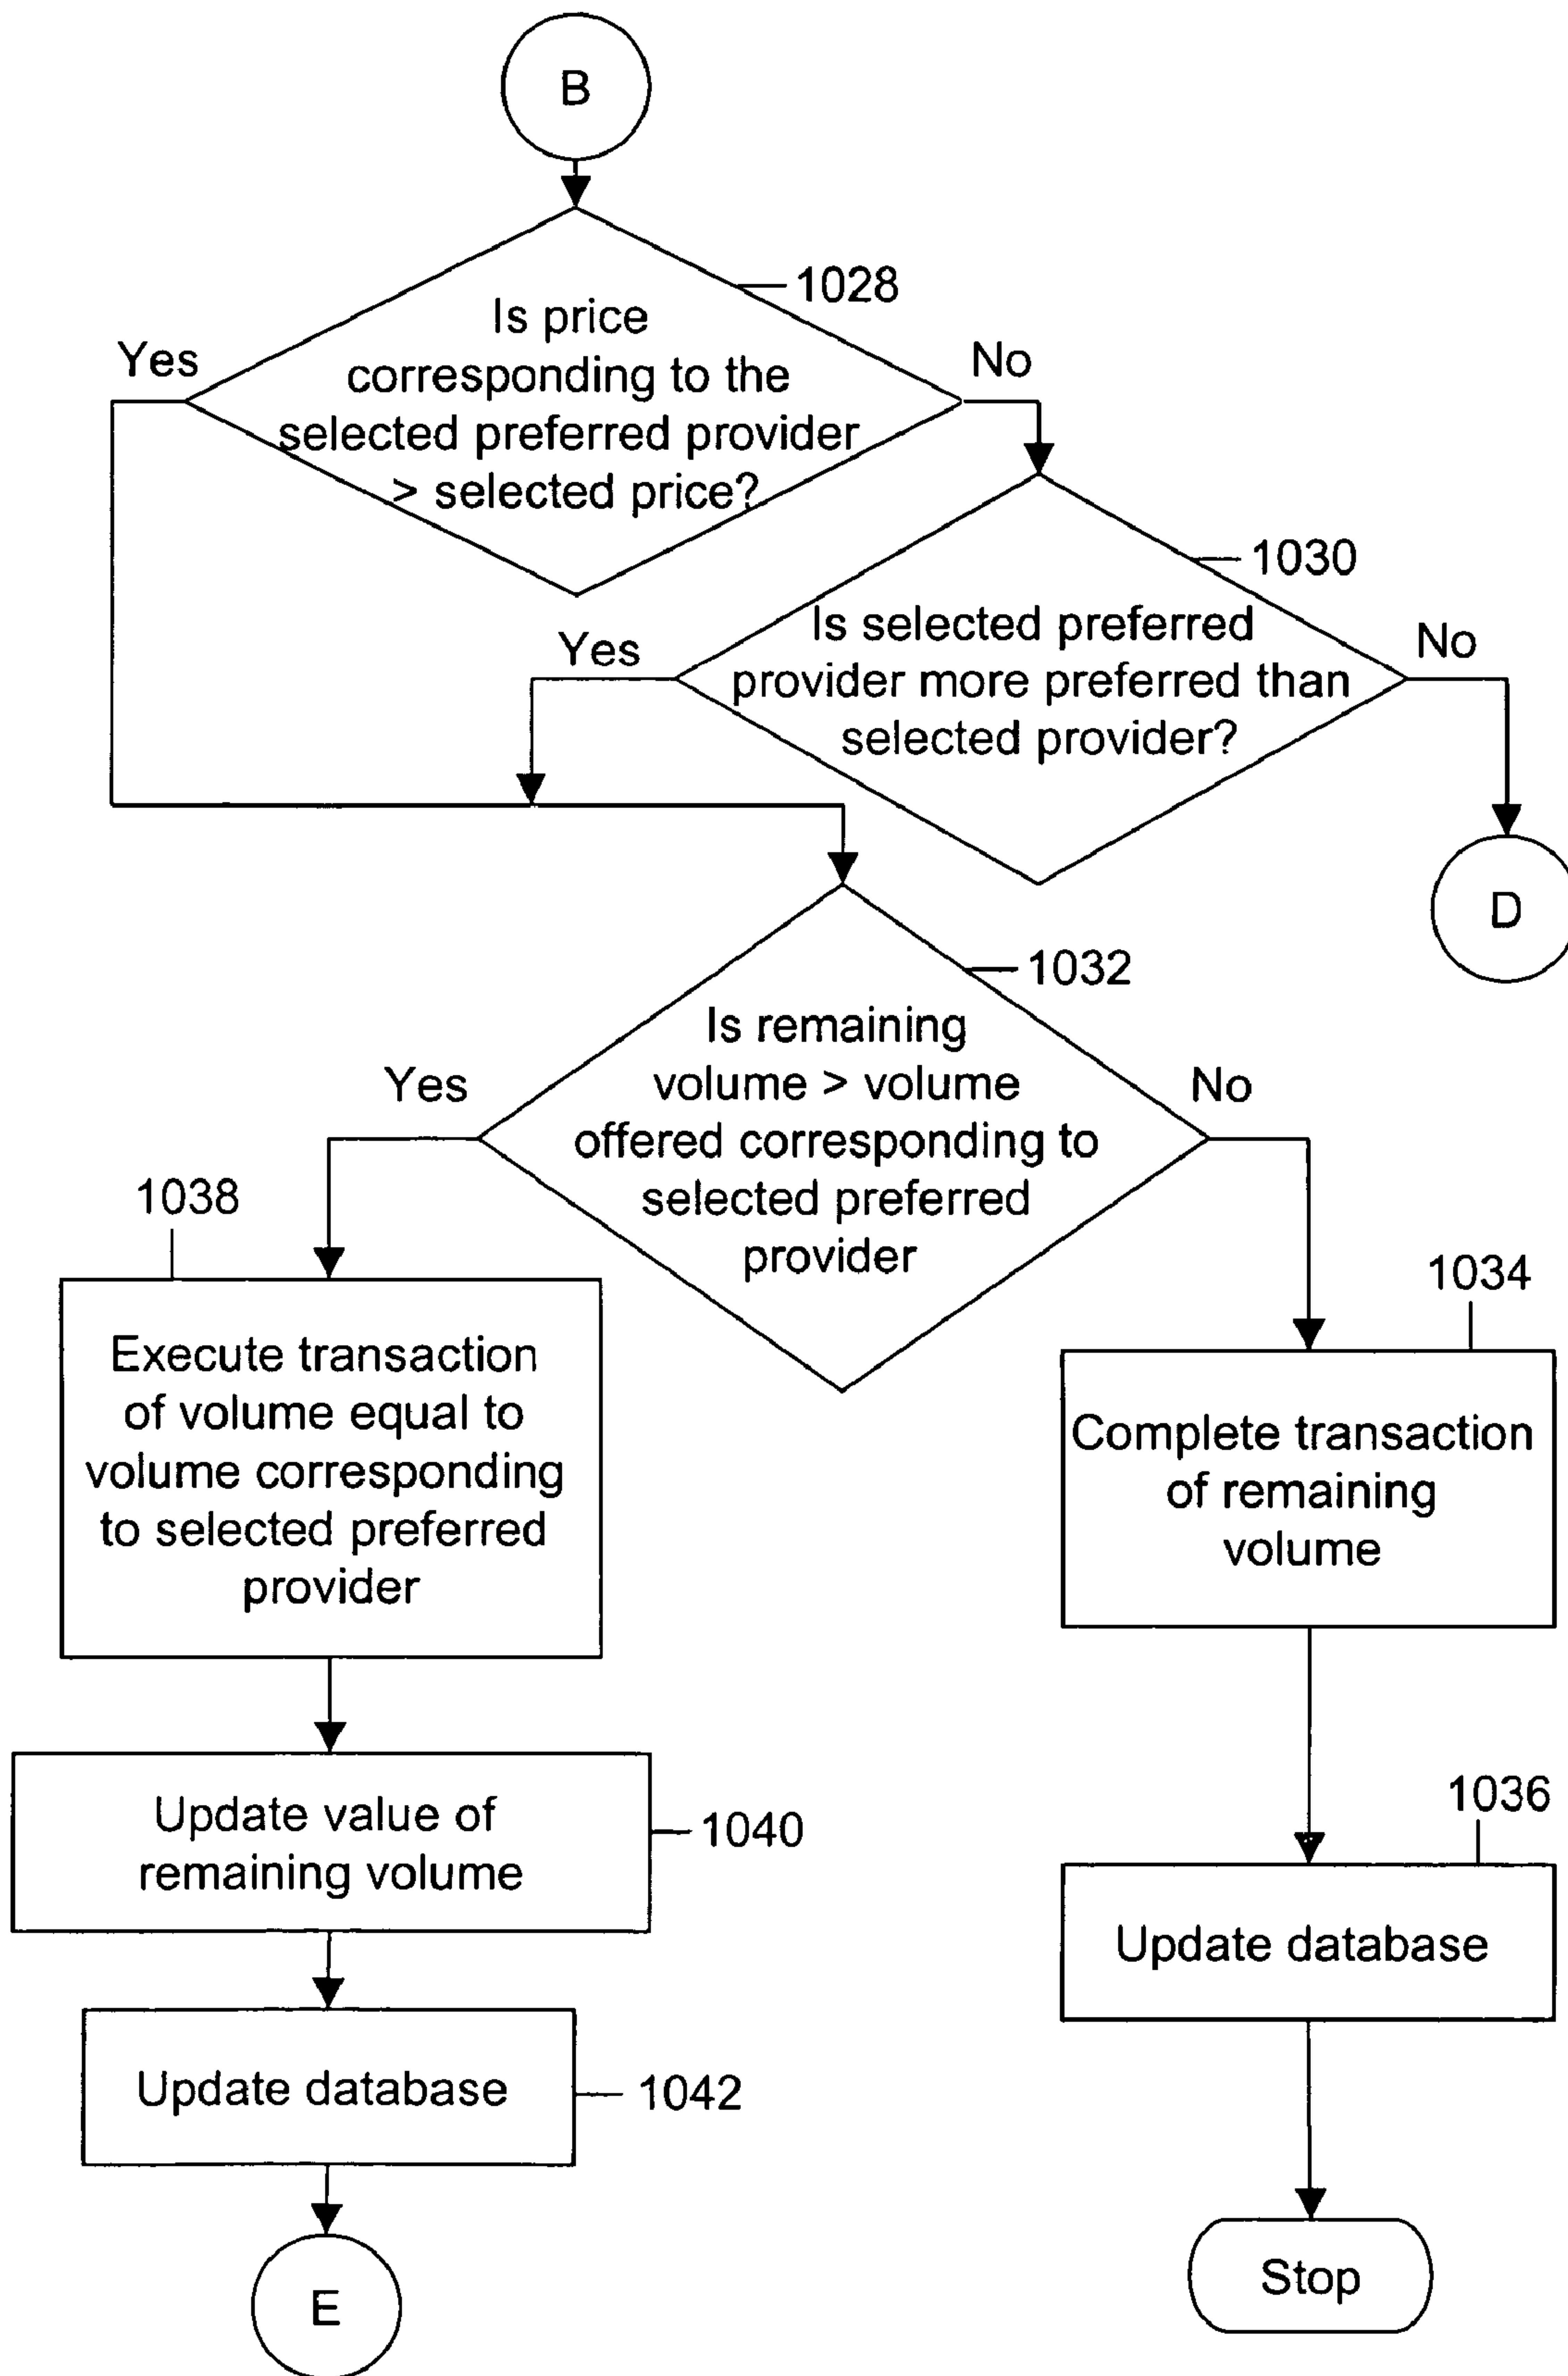 B
1028
Is price
corresponding to the
selected preferred provider
> selected price?
Yes
No
1030
Is selected preferred
provider more preferred than
selected provider?
Yes
No
D
1032
Is remaining
volume > volume
offered corresponding to
selected preferred
provider
Yes
No
1038
Execute transaction
of volume equal to
volume corresponding
to selected preferred
provider
1034
Complete transaction
of remaining
volume
Update value of
remaining volume
1040
1036
Update database
Update database
1042
E
Stop